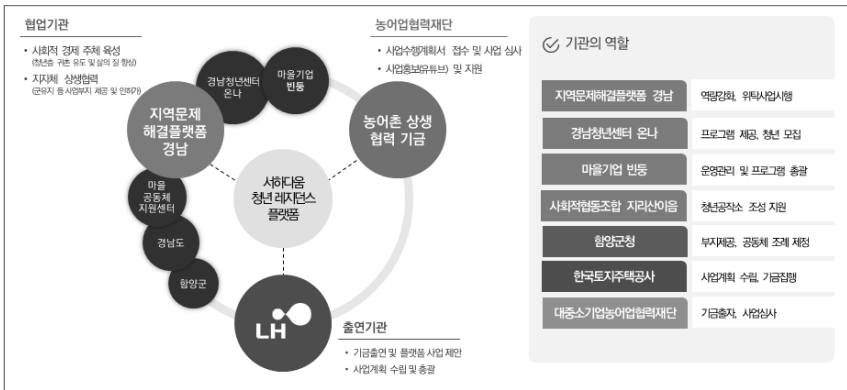 협업기관
• 사회적 경제 주체 육성
(청년층 귀촌 유도 및 삶의 질 향상)
• 지자체 상생협력
(군유지 등 사업부지 제공 및 인허가)
농어업협력재단
• 사업수행계획서 접수 및 사업 심사
• 사업홍보(유튜브) 및 지원
경남청년센터
온나
마을기업
빈둥
지역문제
해결플랫폼
경남
농어촌 상생
협력 기금
마을
공동체
지원센터
서하다움
청년 레지던스
플랫폼
경남도
함양군
LH
출연기관
• 기금출연 및 플랫폼 사업 제안
• 사업계획 수립 및 총괄
기관의 역할
지역문제해결플랫폼 경남 역량강화, 위탁사업시행
경남청년센터 온나 프로그램 제공, 청년 모집
마을기업 빈둥 운영관리 및 프로그램 총괄
사회적협동조합 지리산이음 청년공작소 조성 지원
함양군청 부지제공, 공동체 조례 제정
한국토지주택공사 사업계획 수립, 기금집행
대중소기업농어업협력재단 기금출자, 사업심사